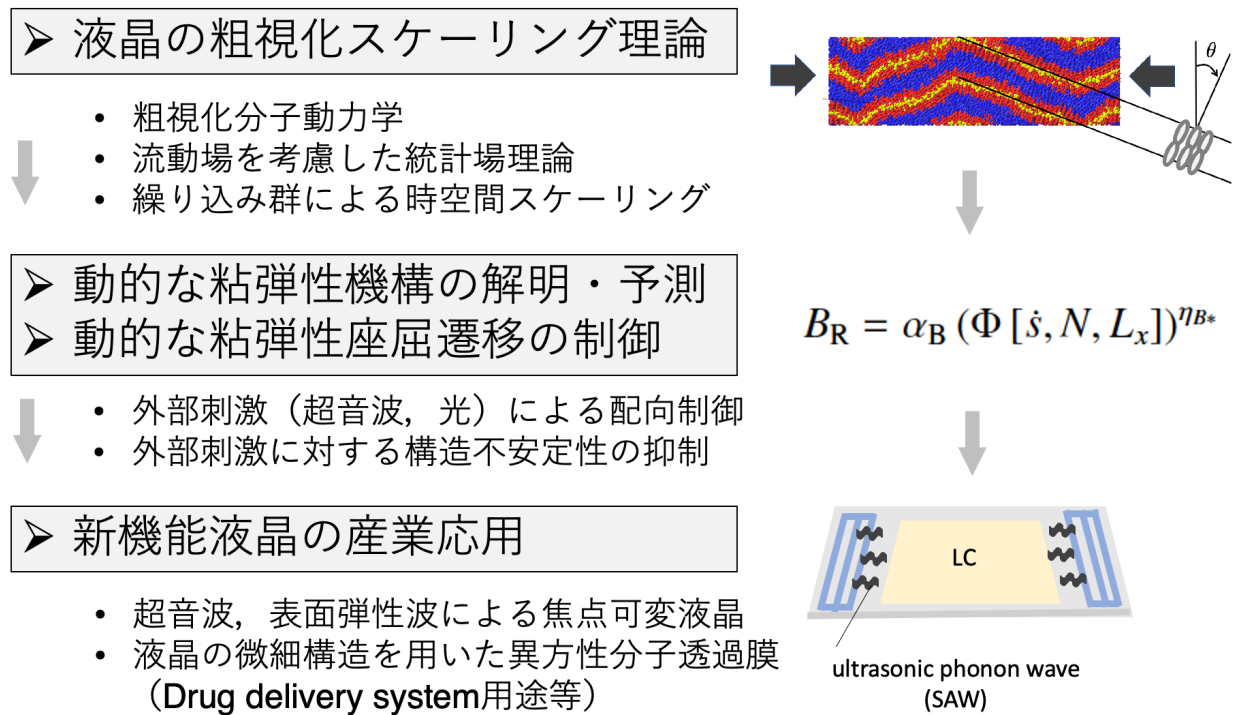 ➤ 液晶の粗視化スケーリング理論
• 粗視化分子動力学
• 流動場を考慮した統計場理論
• 繰り込み群による時空間スケーリング
θ
➤ 動的な粘弾性機構の解明・予測
➤ 動的な粘弾性座屈遷移の制御
B_R = α_B (Φ [ṡ, N, L_x])^{η_{B*}}
• 外部刺激（超音波，光）による配向制御
• 外部刺激に対する構造不安定性の抑制
➤ 新機能液晶の産業応用
• 超音波，表面弾性波による焦点可変液晶
• 液晶の微細構造を用いた異方性分子透過膜
（Drug delivery system用途等）
LC
ultrasonic phonon wave
(SAW)